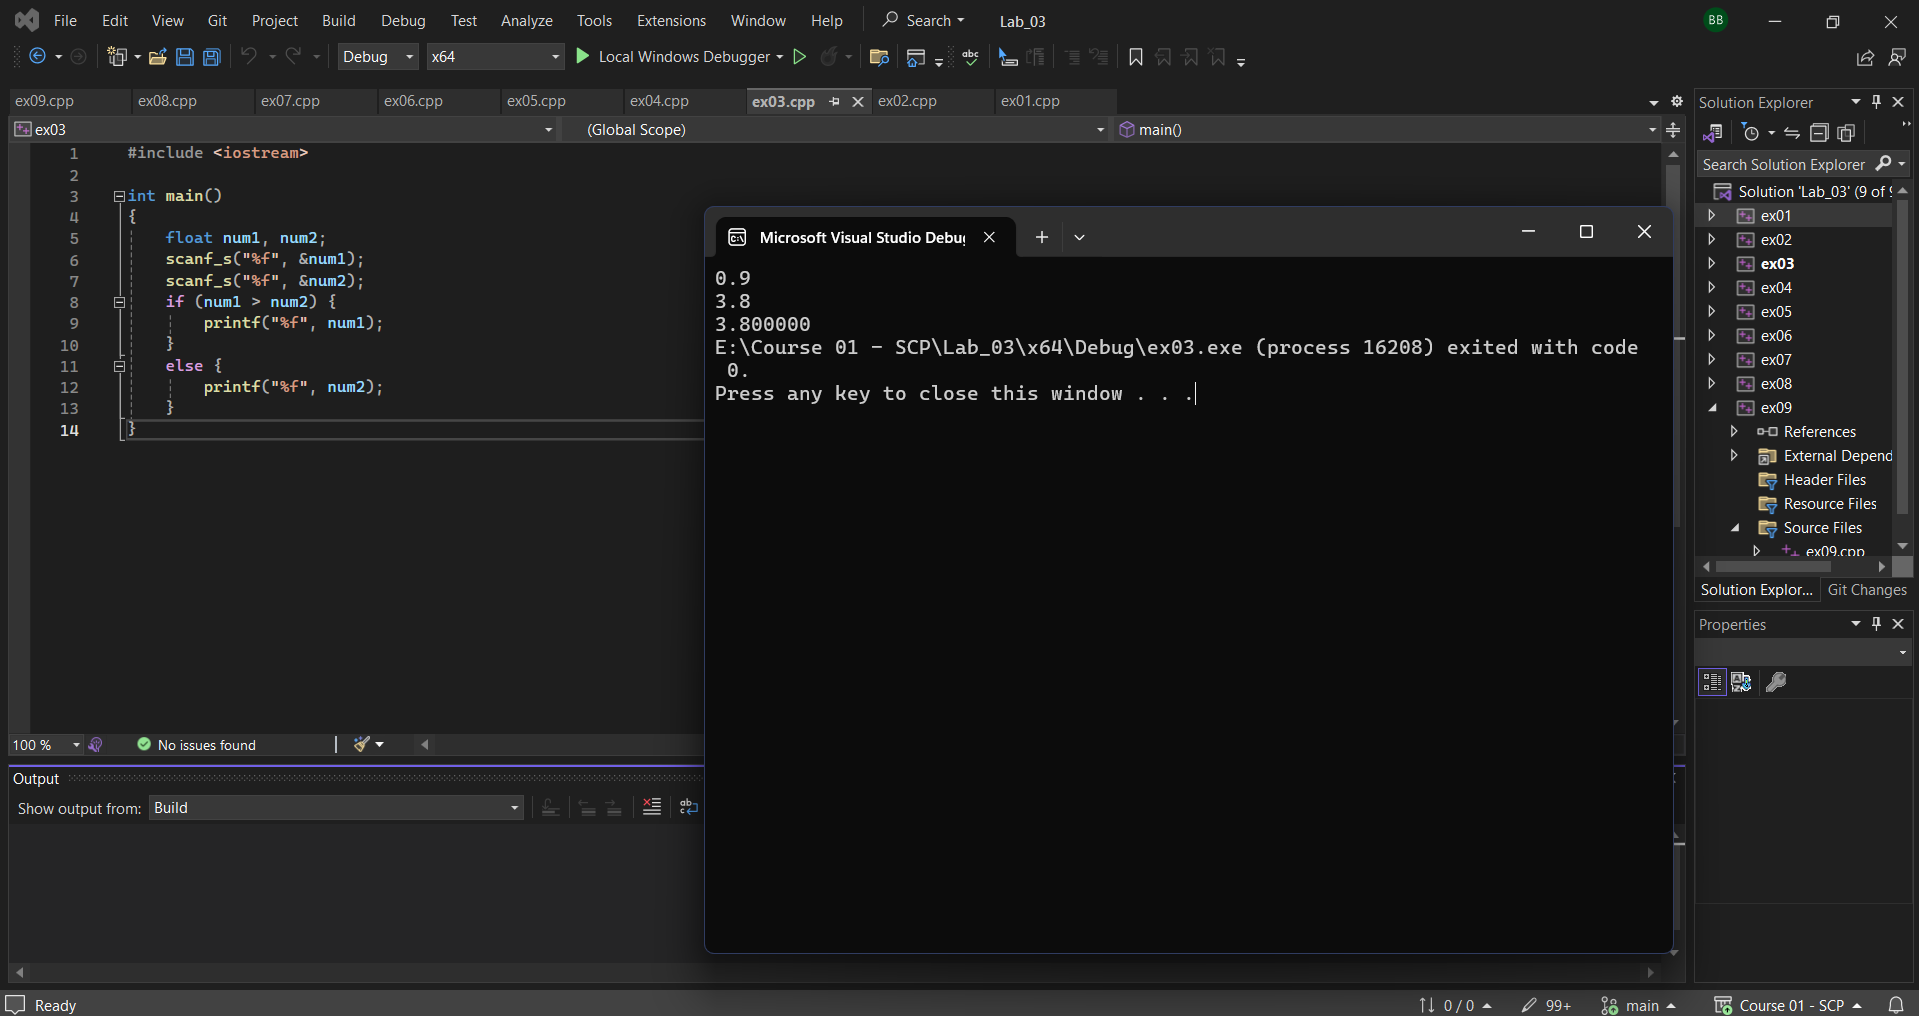 File Edit View Git Project Build Debug Test Analyze Tools Extensions Window Help Search Lab_03 BB
Debug x64 Local Windows Debugger
ex09.cpp ex08.cpp ex07.cpp ex06.cpp ex05.cpp ex04.cpp ex03.cpp ex02.cpp ex01.cpp
ex03 (Global Scope) main()
1 #include <iostream>
2
3 int main()
4 {
5 float num1, num2;
6 scanf_s("%f", &num1);
7 scanf_s("%f", &num2);
8 if (num1 > num2) {
9 printf("%f", num1);
10 }
11 else {
12 printf("%f", num2);
13 }
14 }
Microsoft Visual Studio Debug
0.9
3.8
3.800000
E:\Course 01 - SCP\Lab_03\x64\Debug\ex03.exe (process 16208) exited with code
0.
Press any key to close this window . . .
100 % No issues found
Output
Show output from: Build
Solution Explorer
Search Solution Explorer
Solution 'Lab_03' (9 of 9
ex01
ex02
ex03
ex04
ex05
ex06
ex07
ex08
ex09
References
External Depend
Header Files
Resource Files
Source Files
ex09.cpp
Solution Explor... Git Changes
Properties
Ready 0 / 0 99+ main Course 01 - SCP